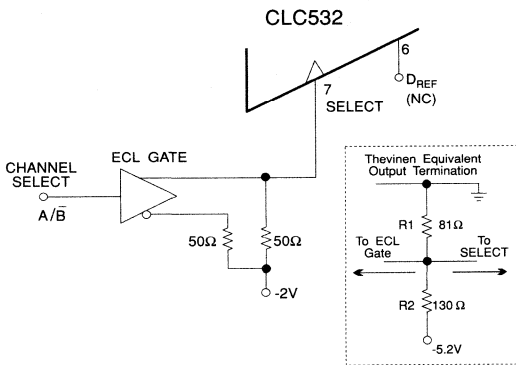 CLC532
6
D_REF
(NC)
7
SELECT
ECL GATE
CHANNEL
SELECT
A/B̅
50Ω
50Ω
-2V
Thevinen Equivalent
Output Termination
R1 81Ω
To ECL
Gate
To
SELECT
R2 130 Ω
-5.2V